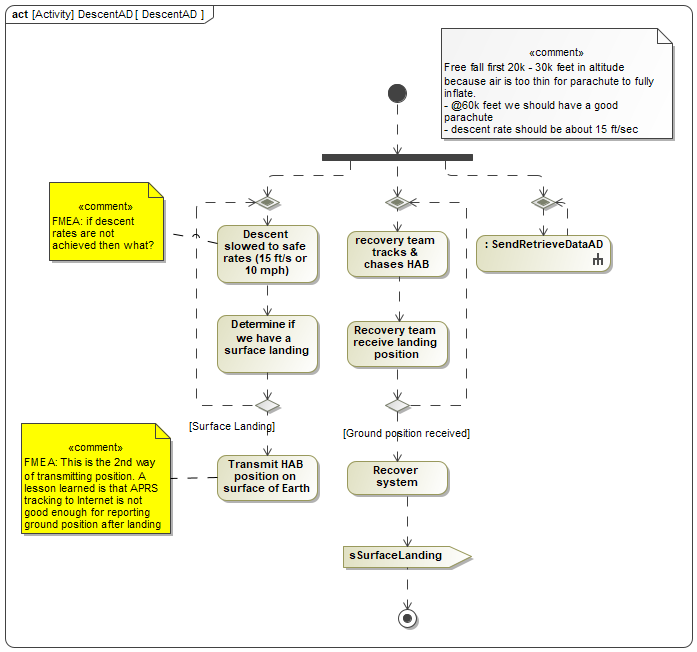 act [Activity] DescentAD [ DescentAD ]
«comment»
Free fall first 20k - 30k feet in altitude
because air is too thin for parachute to fully
inflate.
- @60k feet we should have a good
parachute
- descent rate should be about 15 ft/sec
«comment»
FMEA: if descent
rates are not
achieved then what?
Descent
slowed to safe
rates (15 ft/s or
10 mph)
recovery team
tracks &
chases HAB
: SendRetrieveDataAD
Determine if
we have a
surface landing
Recovery team
receive landing
position
[Surface Landing]
[Ground position received]
«comment»
FMEA: This is the 2nd way
of transmitting position. A
lesson learned is that APRS
tracking to Internet is not
good enough for reporting
ground position after landing
Transmit HAB
position on
surface of Earth
Recover
system
sSurfaceLanding